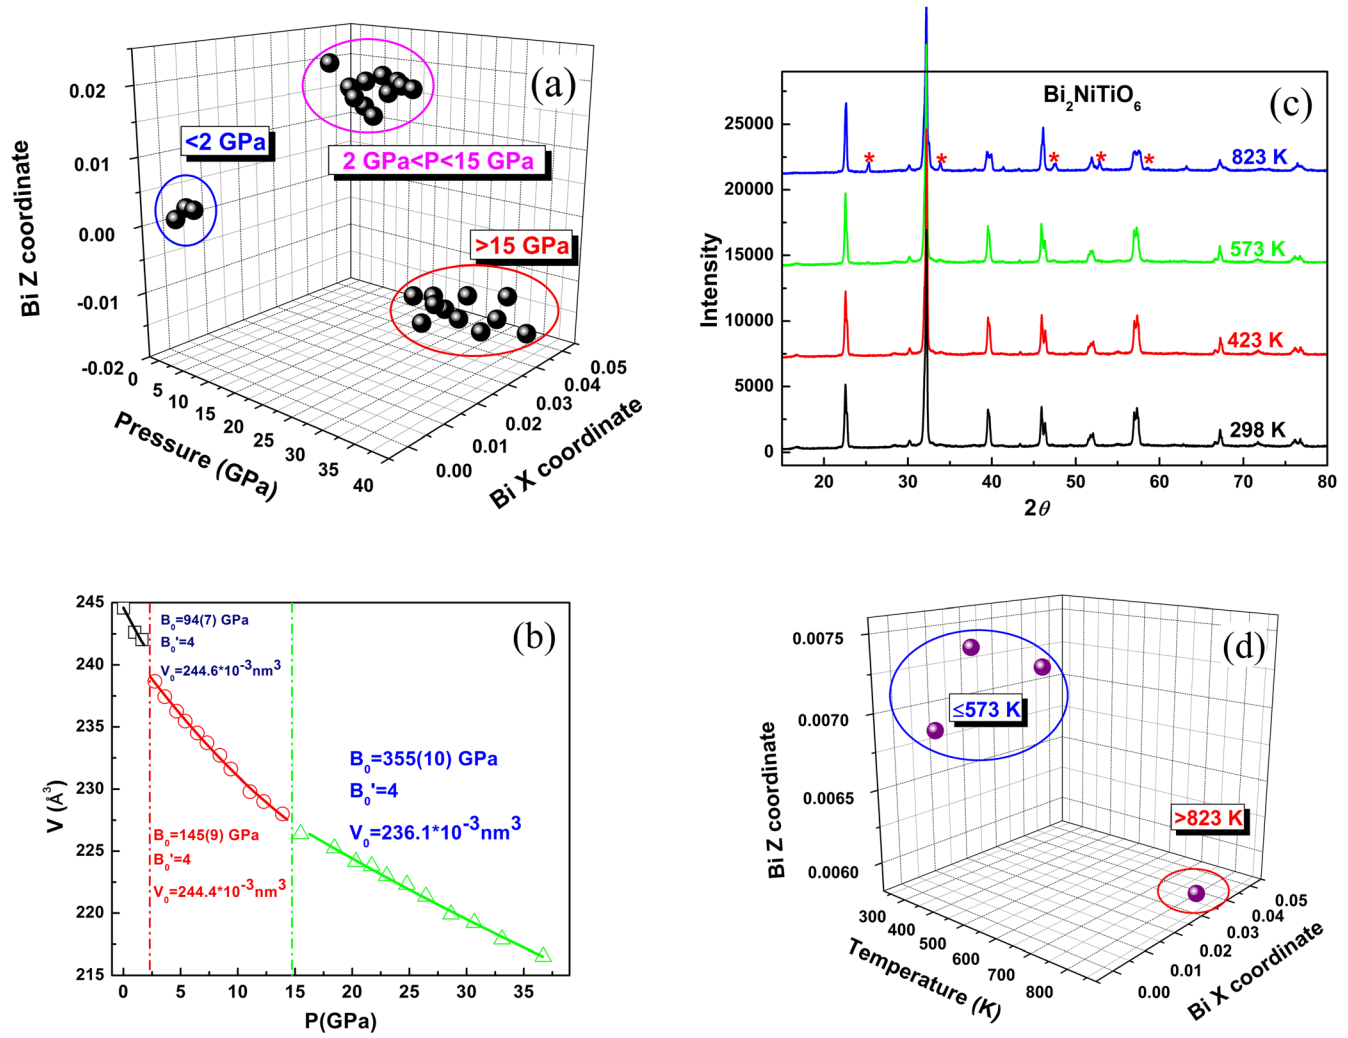 (a)
<2 GPa
2 GPa<P<15 GPa
>15 GPa
Bi Z coordinate
0.02
0.01
0.00
-0.01
-0.02
0
5
10
15
20
25
30
35
40
Pressure (GPa)
0.00
0.01
0.02
0.03
0.04
0.05
Bi X coordinate
(c)
Bi₂NiTiO₆
Intensity
25000
20000
15000
10000
5000
0
* * * * *
823 K
573 K
423 K
298 K
20 30 40 50 60 70 80
2θ
(b)
V (Å³)
245
240
235
230
225
220
215
B₀=94(7) GPa
B₀'=4
V₀=244.6*10⁻³nm³
B₀=145(9) GPa
B₀'=4
V₀=244.4*10⁻³nm³
B₀=355(10) GPa
B₀'=4
V₀=236.1*10⁻³nm³
0 5 10 15 20 25 30 35
P(GPa)
(d)
≤573 K
>823 K
Bi Z coordinate
0.0075
0.0070
0.0065
0.0060
300
400
500
600
700
800
Temperature (K)
0.00
0.01
0.02
0.03
0.04
0.05
Bi X coordinate